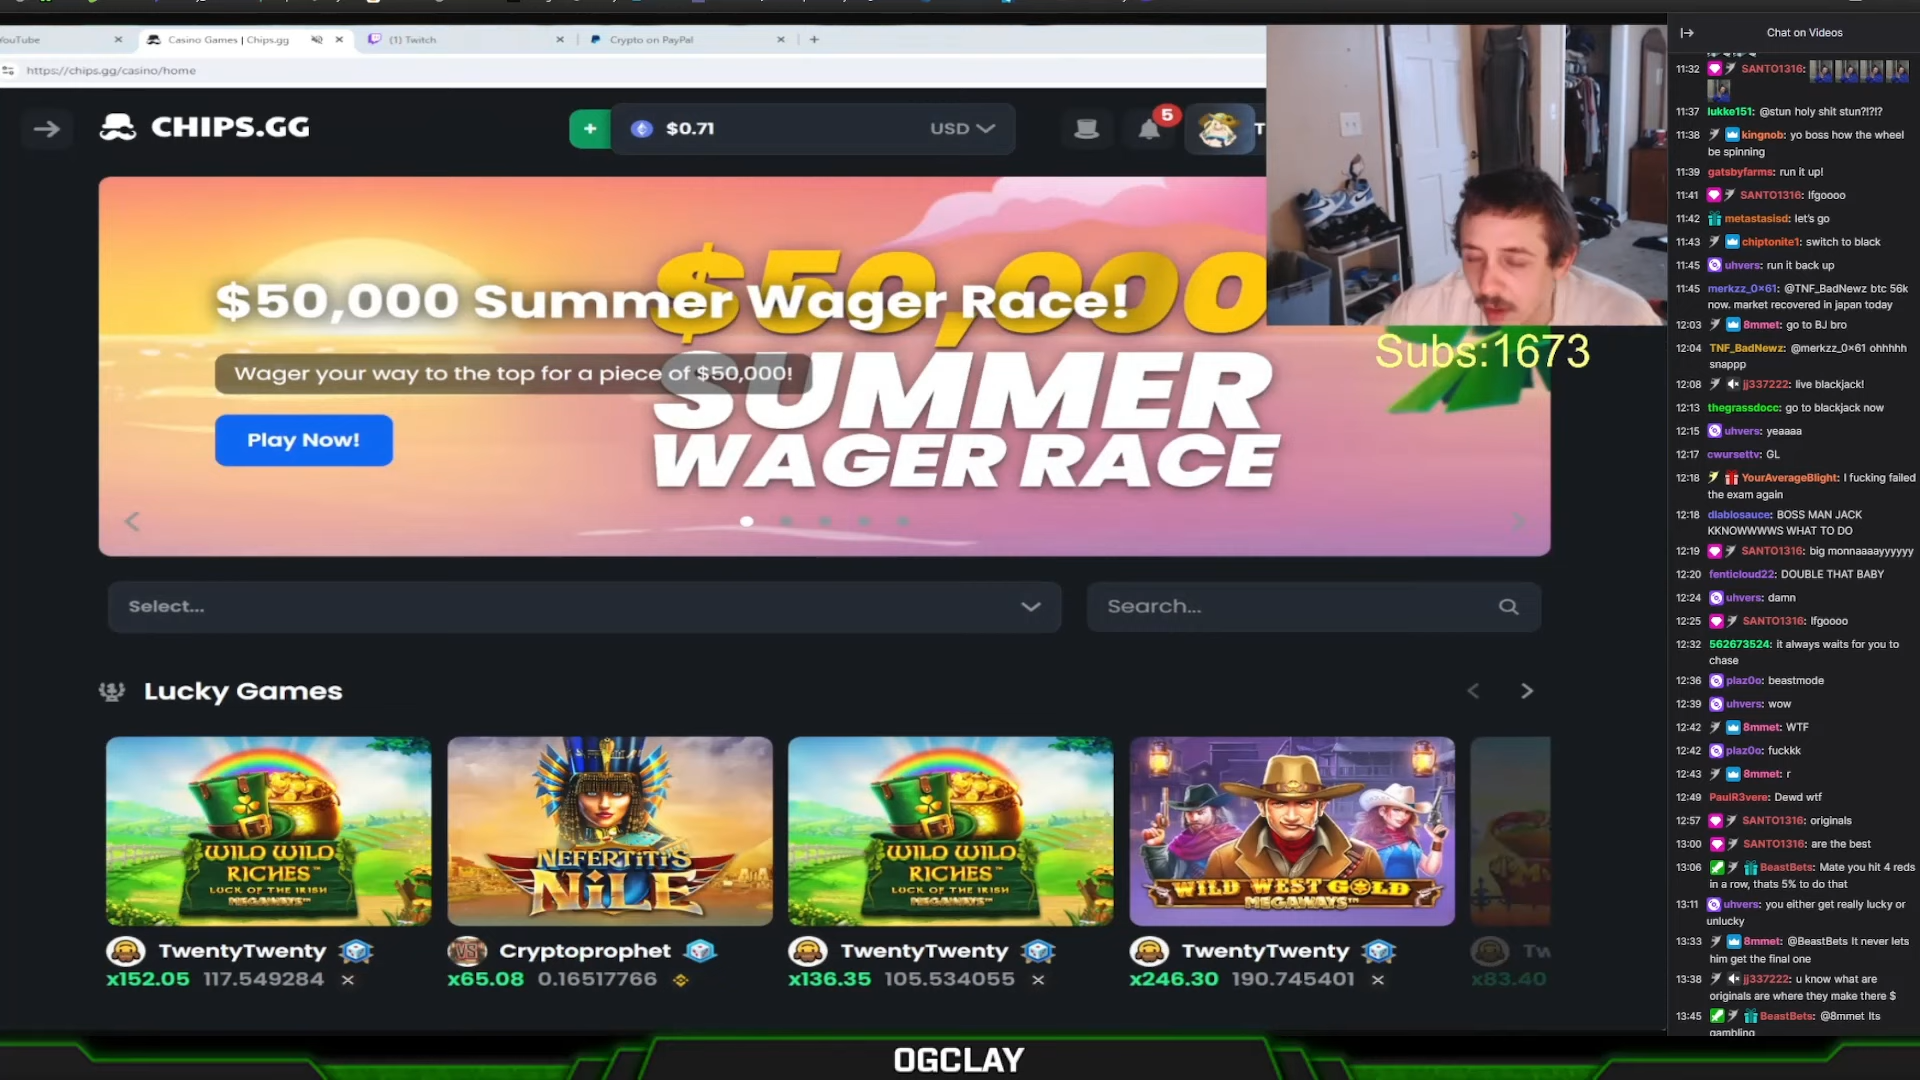 YouTube
Casino Games | Chips.gg
(1) Twitch
Crypto on PayPal
https://chips.gg/casino/home
CHIPS.GG
+
$0.71
USD
5
T
$50,000 Summer Wager Race!
$50,000
SUMMER
WAGER RACE
Wager your way to the top for a piece of $50,000!
Play Now!
Subs:1673
Select...
Search...
Lucky Games
WILD WILD
RICHES™
LUCK OF THE IRISH
MEGAWAYS™
NEFERTITI'S
NILE
WILD WILD
RICHES™
LUCK OF THE IRISH
MEGAWAYS™
WILD WEST GOLD
MEGAWAYS™
TwentyTwenty
x152.05 117.549284
Cryptoprophet
x65.08 0.16517766
TwentyTwenty
x136.35 105.534055
TwentyTwenty
x246.30 190.745401
Tw
x83.40
OGCLAY
Chat on Videos
11:32 SANTO1316:
11:37 lukke151: @stun holy shit stun?!?!?
11:38 kingnob: yo boss how the wheel
be spinning
11:39 gatsbyfarms: run it up!
11:41 SANTO1316: lfgoooo
11:42 metastasisd: let's go
11:43 chiptonite1: switch to black
11:45 uhvers: run it back up
11:45 merkzz_0x61: @TNF_BadNewz btc 56k
now. market recovered in japan today
12:03 8mmet: go to BJ bro
12:04 TNF_BadNewz: @merkzz_0x61 ohhhhh
snappp
12:08 jj337222: live blackjack!
12:13 thegrassdocc: go to blackjack now
12:15 uhvers: yeaaaa
12:17 cwursettv: GL
12:18 YourAverageBlight: I fucking failed
the exam again
12:18 diablosauce: BOSS MAN JACK
KKNOWWWWS WHAT TO DO
12:19 SANTO1316: big monnaaaayyyyyy
12:20 fenticloud22: DOUBLE THAT BABY
12:24 uhvers: damn
12:25 SANTO1316: lfgoooo
12:32 562673524: it always waits for you to
chase
12:36 plaz0o: beastmode
12:39 uhvers: wow
12:42 8mmet: WTF
12:42 plaz0o: fuckkk
12:43 8mmet: r
12:49 PaulR3vere: Dewd wtf
12:57 SANTO1316: originals
13:00 SANTO1316: are the best
13:06 BeastBets: Mate you hit 4 reds
in a row, thats 5% to do that
13:11 uhvers: you either get really lucky or
unlucky
13:33 8mmet: @BeastBets It never lets
him get the final one
13:38 jj337222: u know what are
originals are where they make there $
13:45 BeastBets: @8mmet Its
gambling